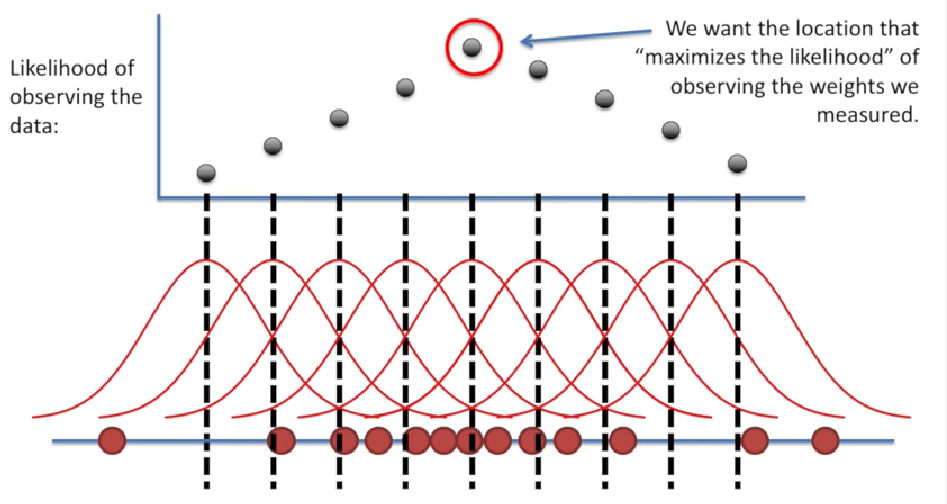 Likelihood of
observing the
data:
We want the location that
“maximizes the likelihood” of
observing the weights we
measured.